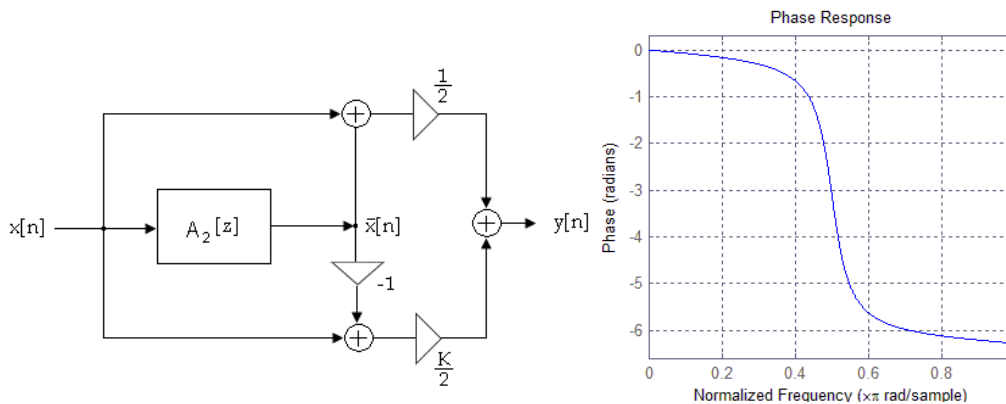 1
2
x[n]
A₂[z]
x̄[n]
y[n]
-1
K
2
Phase Response
Phase (radians)
0
-1
-2
-3
-4
-5
-6
0
0.2
0.4
0.6
0.8
Normalized Frequency (×π rad/sample)